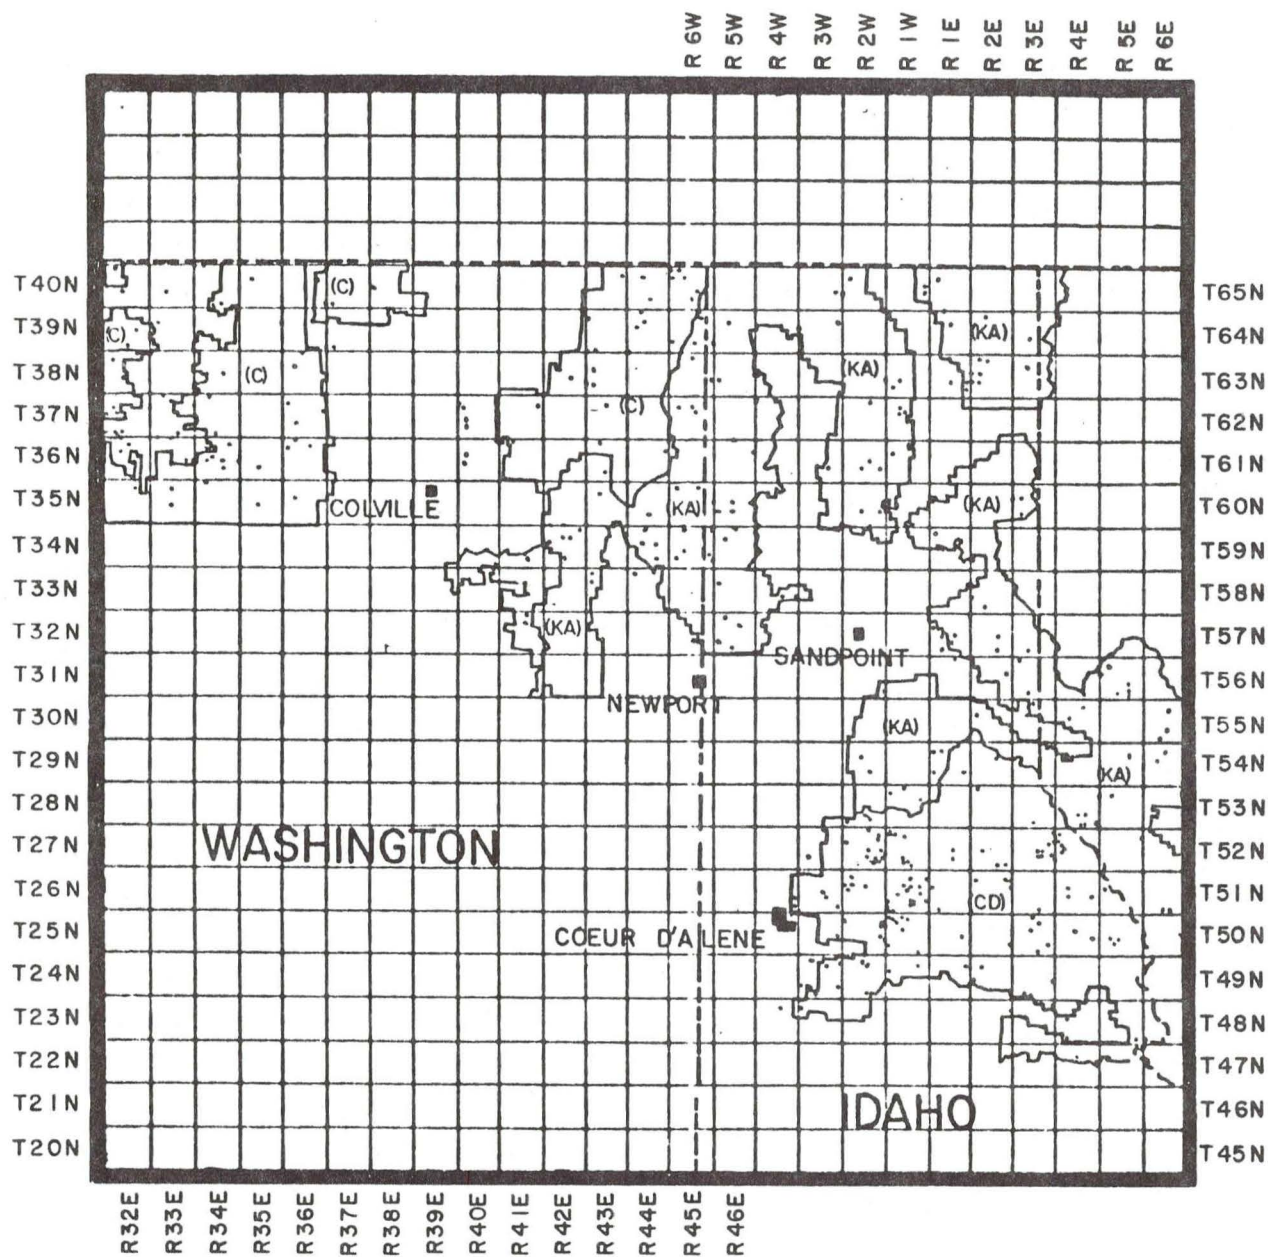 R 6W R 5W R 4W R 3W R 2W R 1W R 1E R 2E R 3E R 4E R 5E R 6E
T40N (C) T65N
T39N (C) (KA) T64N
T38N (C) (KA) T63N
T37N (C) T62N
T36N T61N
T35N COLVILLE (KA) (KA) T60N
T34N T59N
T33N T58N
T32N (KA) SANDPOINT T57N
T31N NEWPORT T56N
T30N (KA) T55N
T29N (KA) T54N
T28N T53N
T27N WASHINGTON T52N
T26N (CD) T51N
T25N COEUR D'ALENE T50N
T24N T49N
T23N T48N
T22N T47N
T21N IDAHO T46N
T20N T45N
R32E R33E R34E R35E R36E R37E R38E R39E R40E R41E R42E R43E R44E R45E R46E